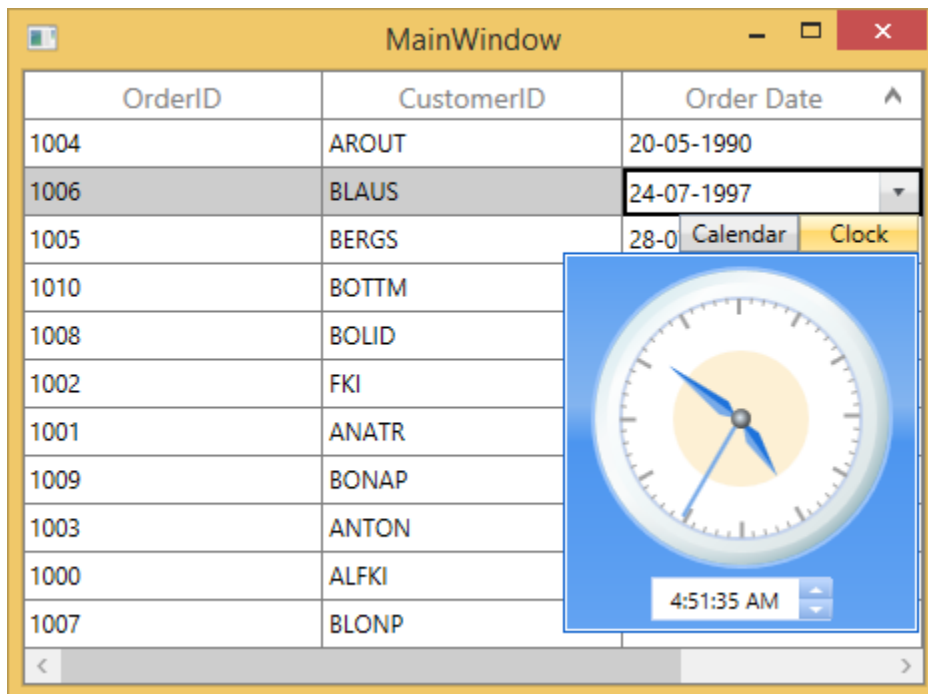 MainWindow
OrderID CustomerID Order Date
1004 AROUT 20-05-1990
1006 BLAUS 24-07-1997
1005 BERGS 28-0
Calendar Clock
1010 BOTTM
1008 BOLID
1002 FKI
1001 ANATR
1009 BONAP
1003 ANTON
1000 ALFKI
4:51:35 AM
1007 BLONP